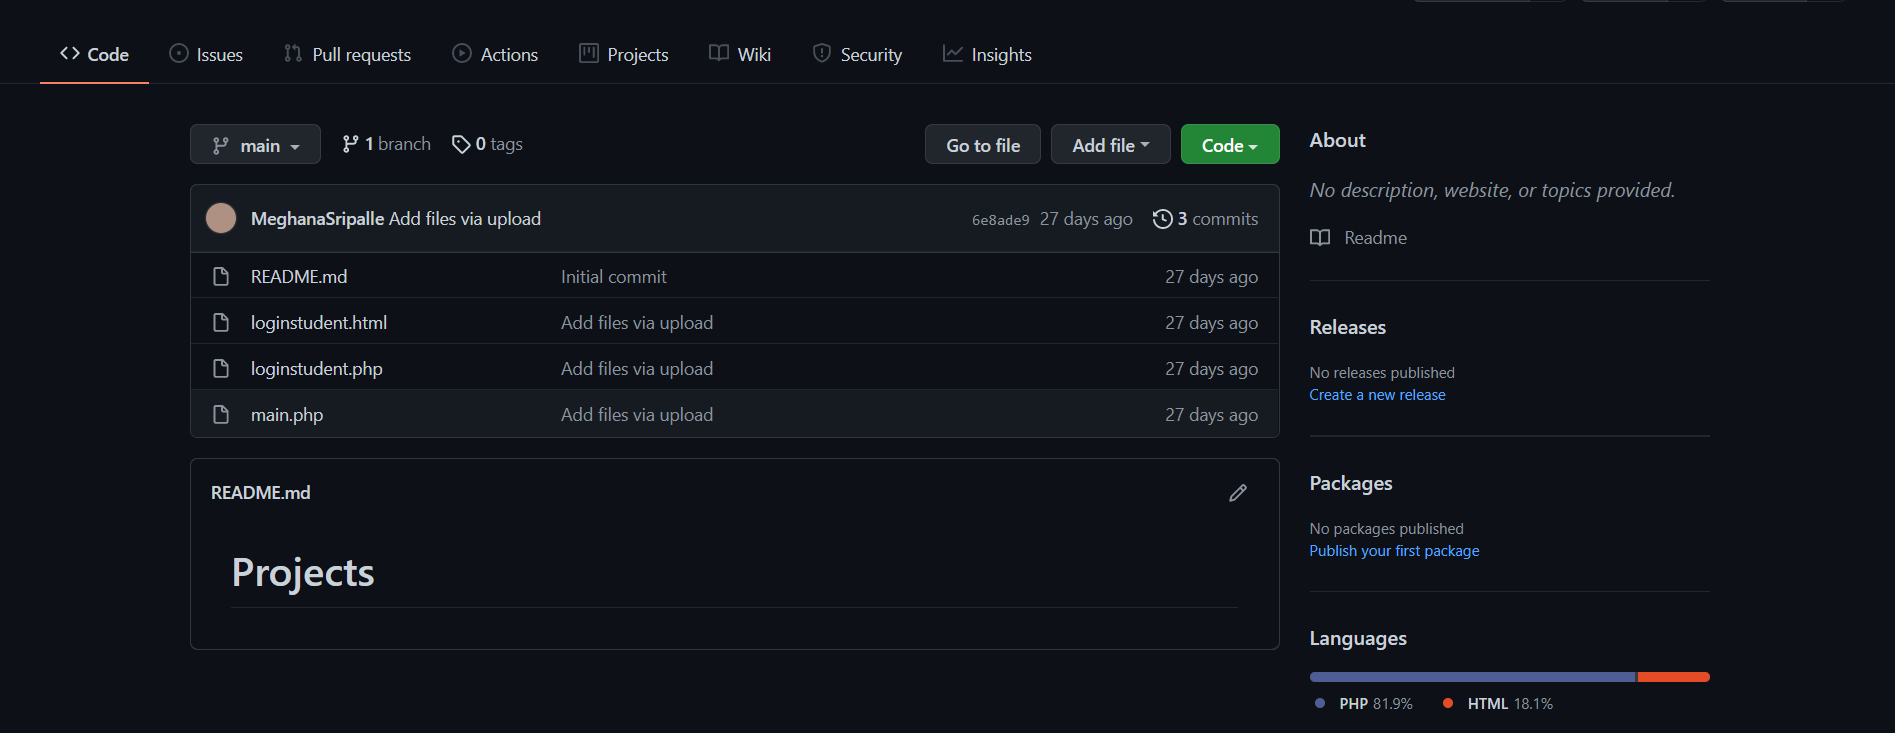 Code Issues Pull requests Actions Projects Wiki Security Insights
main 1 branch 0 tags Go to file Add file Code
MeghanaSripalle Add files via upload 6e8ade9 27 days ago 3 commits
README.md Initial commit 27 days ago
loginstudent.html Add files via upload 27 days ago
loginstudent.php Add files via upload 27 days ago
main.php Add files via upload 27 days ago
README.md
Projects
About
No description, website, or topics provided.
Readme
Releases
No releases published
Create a new release
Packages
No packages published
Publish your first package
Languages
PHP 81.9% HTML 18.1%